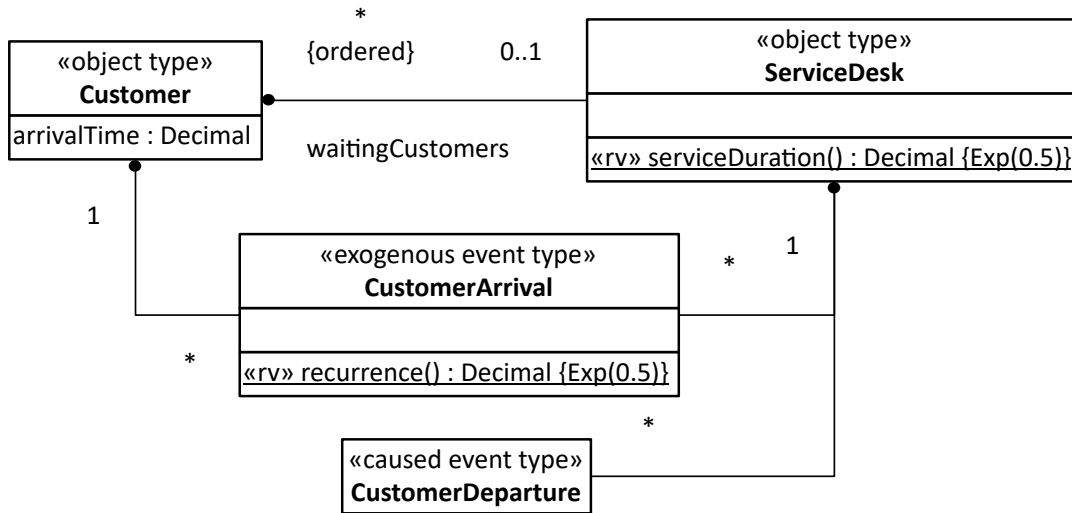 *
{ordered}
0..1
«object type»
Customer
arrivalTime : Decimal
waitingCustomers
«object type»
ServiceDesk
«rv» serviceDuration() : Decimal {Exp(0.5)}
1
*
«exogenous event type»
CustomerArrival
«rv» recurrence() : Decimal {Exp(0.5)}
*
1
*
«caused event type»
CustomerDeparture